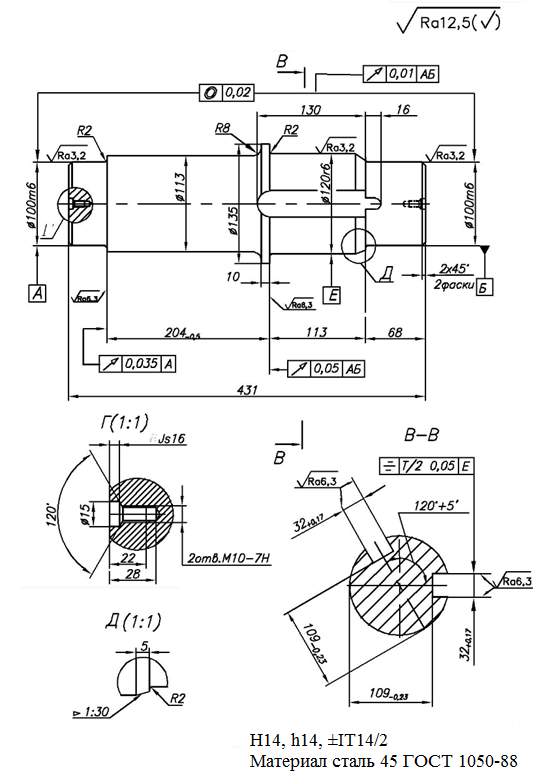 Ra12,5(√)
В
0,01 АБ
0,02
130
16
R2
R8
R2
Ra3,2
Ra3,2
Ra3,2
Ra3,2
Ø100m6
Г
Ø113
Ø135
Ø120r6
Ø100m6
10
А
Е
Д
2x45°
2фаски
Б
Ra6,3
Ra6,3
204-0,5
113
68
0,035 А
0,05 АБ
431
Г(1:1)
Js16
120°
Ø15
22
28
2отв.М10-7Н
Д(1:1)
5
1:30
R2
В
В-В
Т/2 0,05 Е
Ra6,3
120°+5'
32+0,17
Ra6,3
32+0,17
109-0,23
109-0,23
H14, h14, ±IT14/2
Материал сталь 45 ГОСТ 1050-88